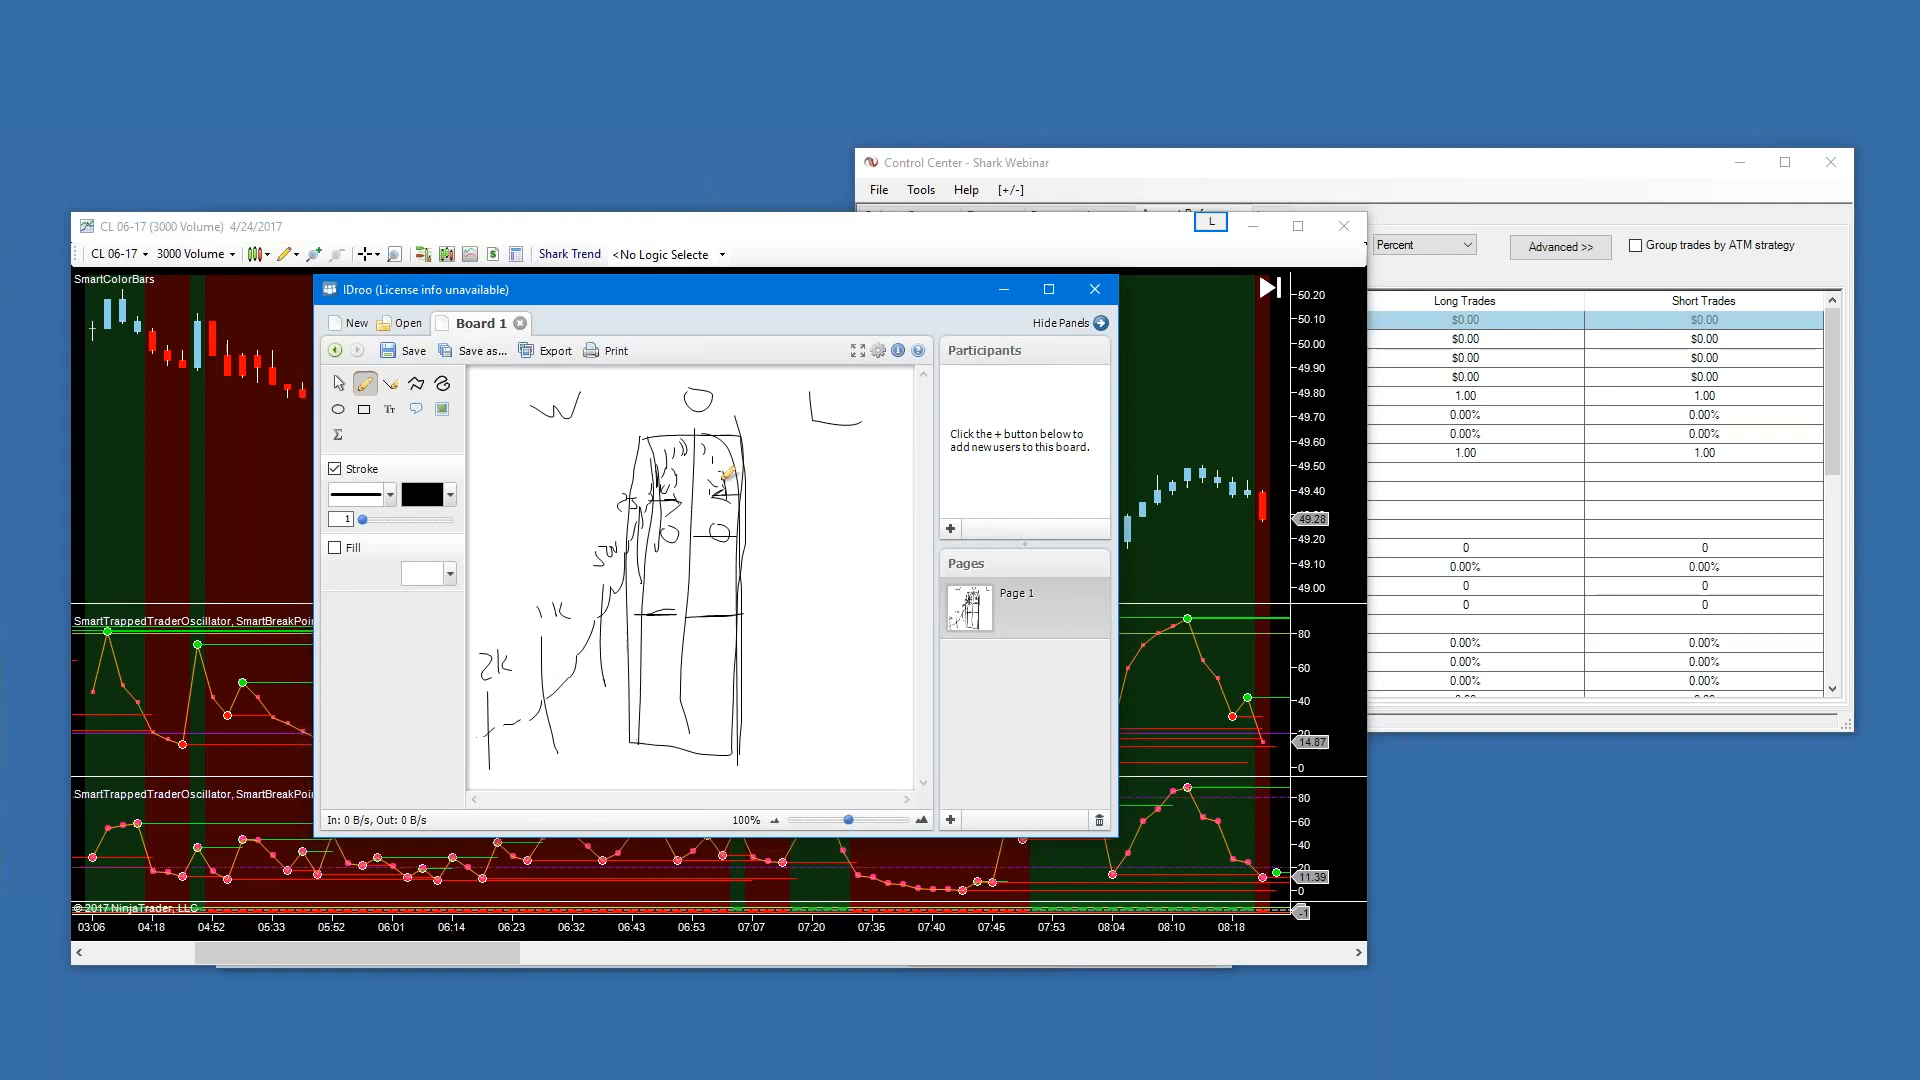 Control Center - Shark Webinar
File Tools Help [+/-]
CL 06-17 (3000 Volume) 4/24/2017
L
CL 06-17 3000 Volume Shark Trend <No Logic Selecte
Percent Advanced >> Group trades by ATM strategy
SmartColorBars
Long Trades Short Trades
$0.00 $0.00
$0.00 $0.00
$0.00 $0.00
$0.00 $0.00
1.00 1.00
0.00% 0.00%
0.00% 0.00%
1.00 1.00
0 0
0.00% 0.00%
0 0
0 0
0.00% 0.00%
0.00% 0.00%
0.00% 0.00%
IDroo (License info unavailable)
New Open Board 1 Hide Panels
Save Save as... Export Print
Participants
Click the + button below to
add new users to this board.
Pages
Page 1
Stroke
1
Fill
W O L
1K
2K
In: 0 B/s, Out: 0 B/s 100%
50.20
50.10
50.00
49.90
49.80
49.70
49.60
49.50
49.40
49.28
49.20
49.10
49.00
SmartTrappedTraderOscillator, SmartBreakPoin
80
60
40
20
14.87
0
SmartTrappedTraderOscillator, SmartBreakPoin
80
60
40
20
11.39
0
-1
© 2017 NinjaTrader, LLC
03:06 04:18 04:52 05:33 05:52 06:01 06:14 06:23 06:32 06:43 06:53 07:07 07:20 07:35 07:40 07:45 07:53 08:04 08:10 08:18